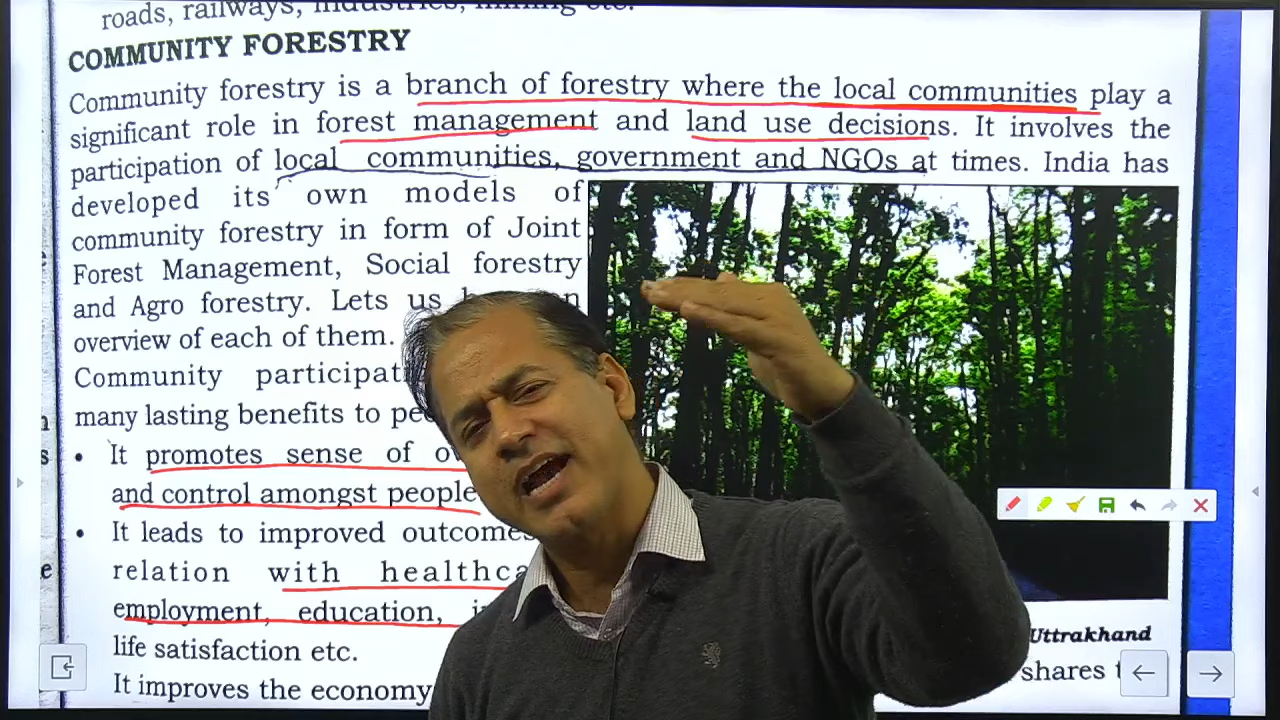 roads, railways, industries, mining etc.
COMMUNITY FORESTRY
Community forestry is a branch of forestry where the local communities play a
significant role in forest management and land use decisions. It involves the
participation of local communities, government and NGOs at times. India has
developed its own models of
community forestry in form of Joint
Forest Management, Social forestry
and Agro forestry. Lets us
overview of each of them.
Community
many lasting benefits to
• It promotes sense of
and control amongst people
• It leads to improved outcomes
relation with
employment, education,
life satisfaction etc.
It improves the economy
Uttrakhand
shares